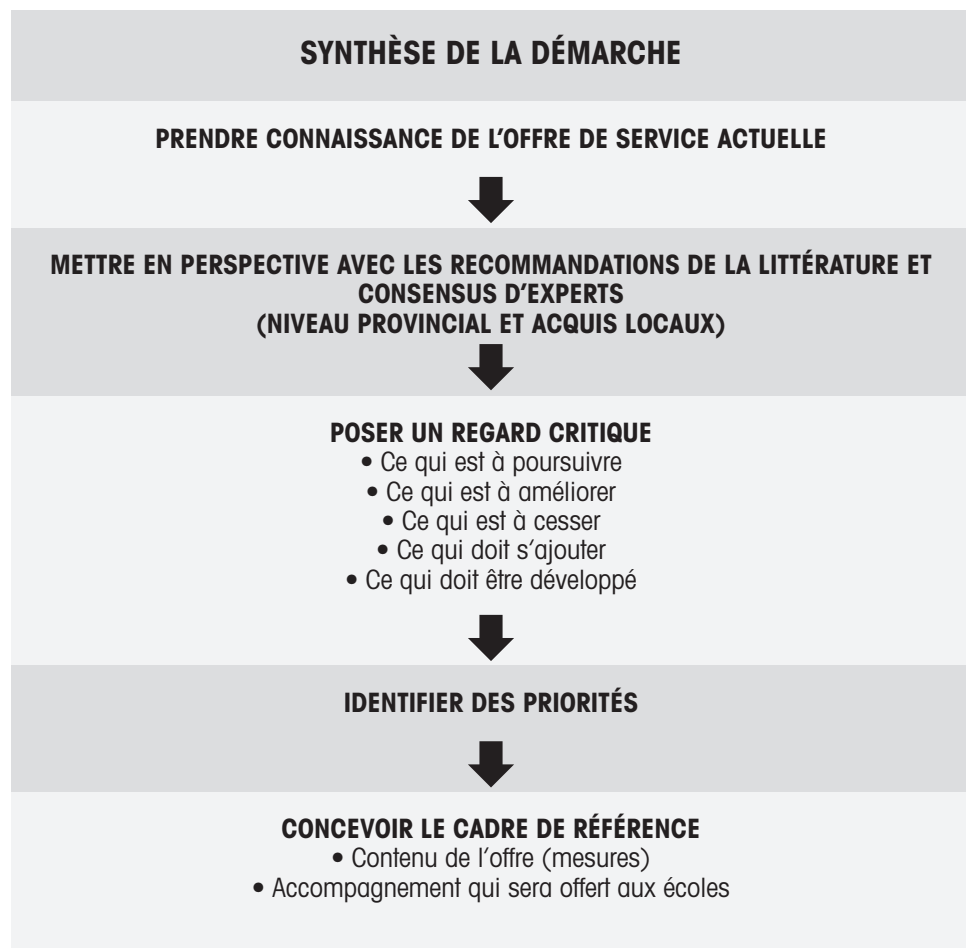 SYNTHÈSE DE LA DÉMARCHE
PRENDRE CONNAISSANCE DE L'OFFRE DE SERVICE ACTUELLE
METTRE EN PERSPECTIVE AVEC LES RECOMMANDATIONS DE LA LITTÉRATURE ET
CONSENSUS D'EXPERTS
(NIVEAU PROVINCIAL ET ACQUIS LOCAUX)
POSER UN REGARD CRITIQUE
• Ce qui est à poursuivre
• Ce qui est à améliorer
• Ce qui est à cesser
• Ce qui doit s'ajouter
• Ce qui doit être développé
IDENTIFIER DES PRIORITÉS
CONCEVOIR LE CADRE DE RÉFÉRENCE
• Contenu de l'offre (mesures)
• Accompagnement qui sera offert aux écoles